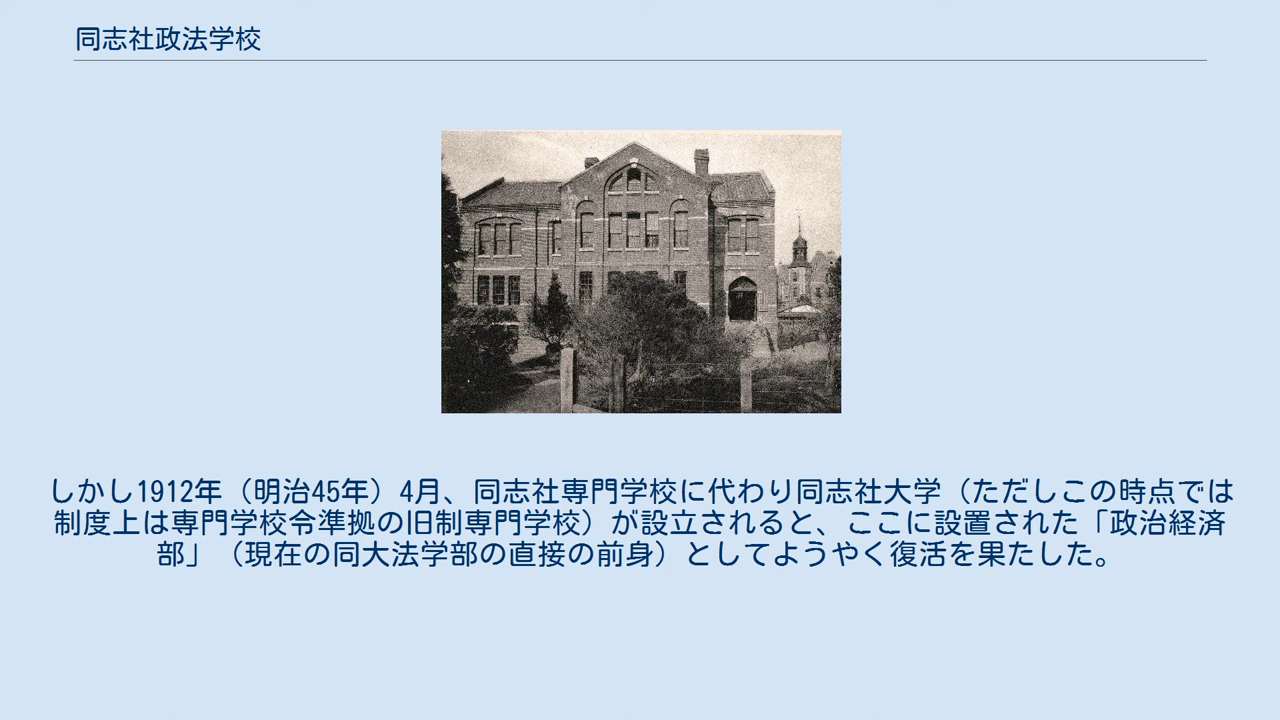 同志社政法学校
しかし1912年（明治45年）4月、同志社専門学校に代わり同志社大学（ただしこの時点では
制度上は専門学校令準拠の旧制専門学校）が設立されると、ここに設置された「政治経済
部」（現在の同大法学部の直接の前身）としてようやく復活を果たした。